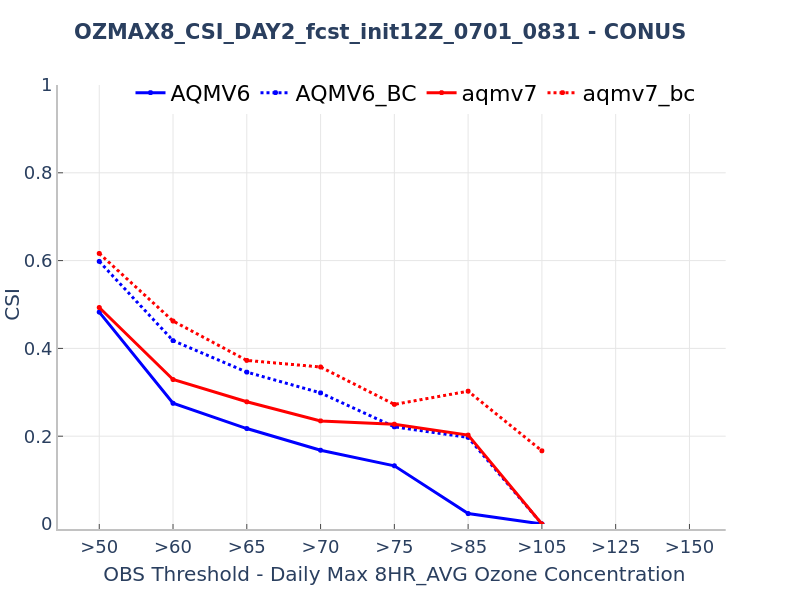 OZMAX8_CSI_DAY2_fcst_init12Z_0701_0831 - CONUS
AQMV6 AQMV6_BC aqmv7 aqmv7_bc
1
0.8
0.6
0.4
0.2
0
CSI
>50 >60 >65 >70 >75 >85 >105 >125 >150
OBS Threshold - Daily Max 8HR_AVG Ozone Concentration